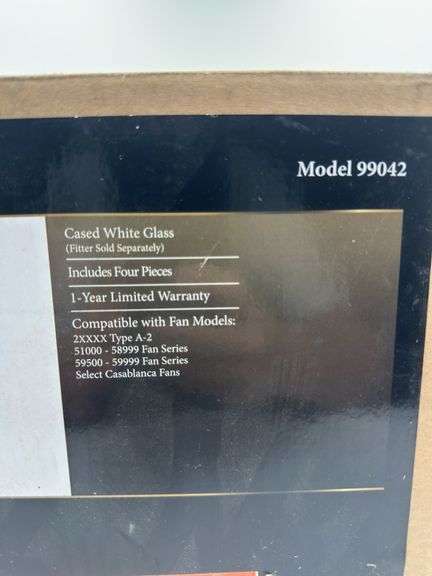 Model 99042
Cased White Glass
(Fitter Sold Separately)
Includes Four Pieces
1-Year Limited Warranty
Compatible with Fan Models:
2XXXX Type A-2
51000 - 58999 Fan Series
59500 - 59999 Fan Series
Select Casablanca Fans